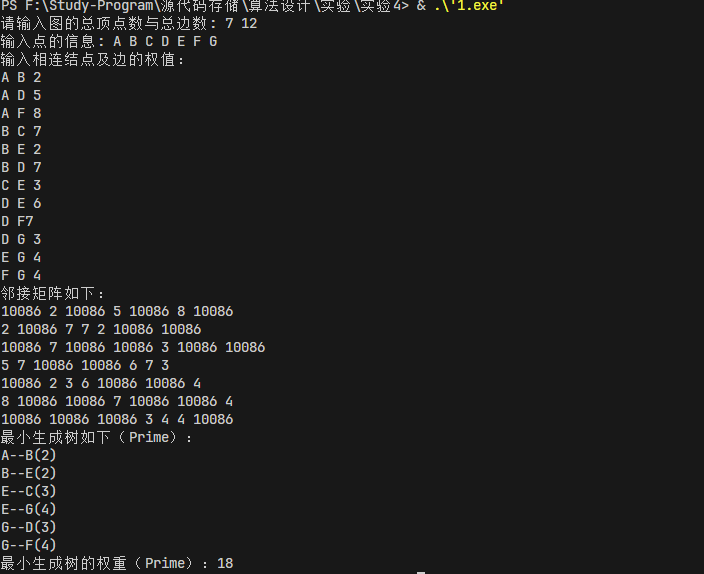 PS F:\Study-Program\源代码存储\算法设计\实验\实验4> & .\'1.exe'
请输入图的总顶点数与总边数: 7 12
输入点的信息: A B C D E F G
输入相连结点及边的权值:
A B 2
A D 5
A F 8
B C 7
B E 2
B D 7
C E 3
D E 6
D F7
D G 3
E G 4
F G 4
邻接矩阵如下:
10086 2 10086 5 10086 8 10086
2 10086 7 7 2 10086 10086
10086 7 10086 10086 3 10086 10086
5 7 10086 10086 6 7 3
10086 2 3 6 10086 10086 4
8 10086 10086 7 10086 10086 4
10086 10086 10086 3 4 4 10086
最小生成树如下(Prime):
A--B(2)
B--E(2)
E--C(3)
E--G(4)
G--D(3)
G--F(4)
最小生成树的权重(Prime): 18